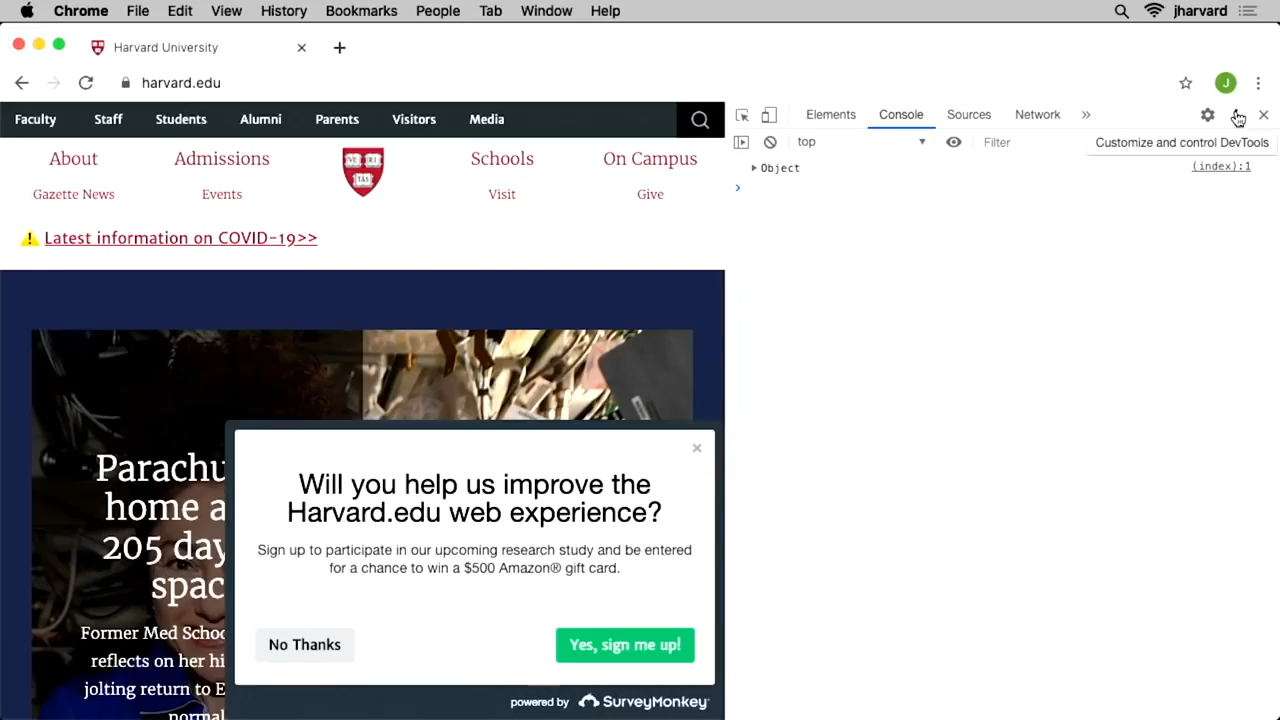 Chrome File Edit View History Bookmarks People Tab Window Help jharvard
Harvard University
harvard.edu J
Faculty Staff Students Alumni Parents Visitors Media
Elements Console Sources Network »
top Filter Customize and control DevTools
Object (index):1
About Admissions Schools On Campus
VE RI TAS
Gazette News Events Visit Give
Latest information on COVID-19>>
Parachu
home a
205 day
spac
Former Med Schoo
reflects on her hi
jolting return to E
normal
Will you help us improve the
Harvard.edu web experience?
Sign up to participate in our upcoming research study and be entered
for a chance to win a $500 Amazon® gift card.
No Thanks Yes, sign me up!
powered by SurveyMonkey